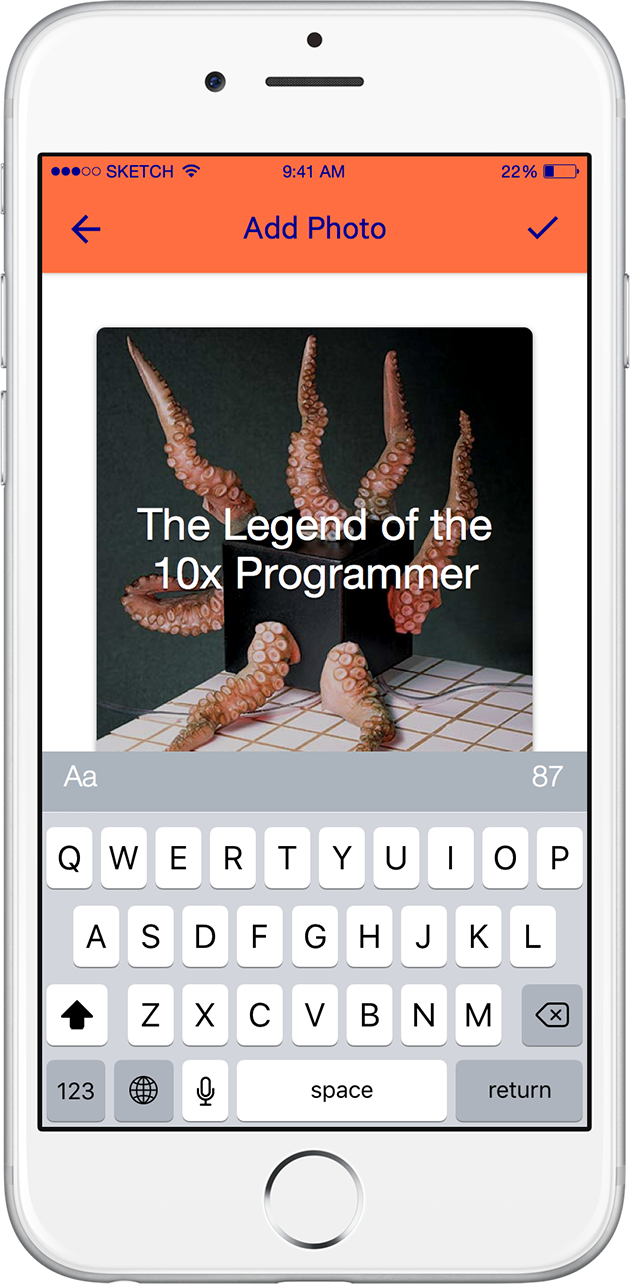 SKETCH 9:41 AM 22%
Add Photo
The Legend of the
10x Programmer
Aa 87
Q W E R T Y U I O P
A S D F G H J K L
Z X C V B N M
123 space return